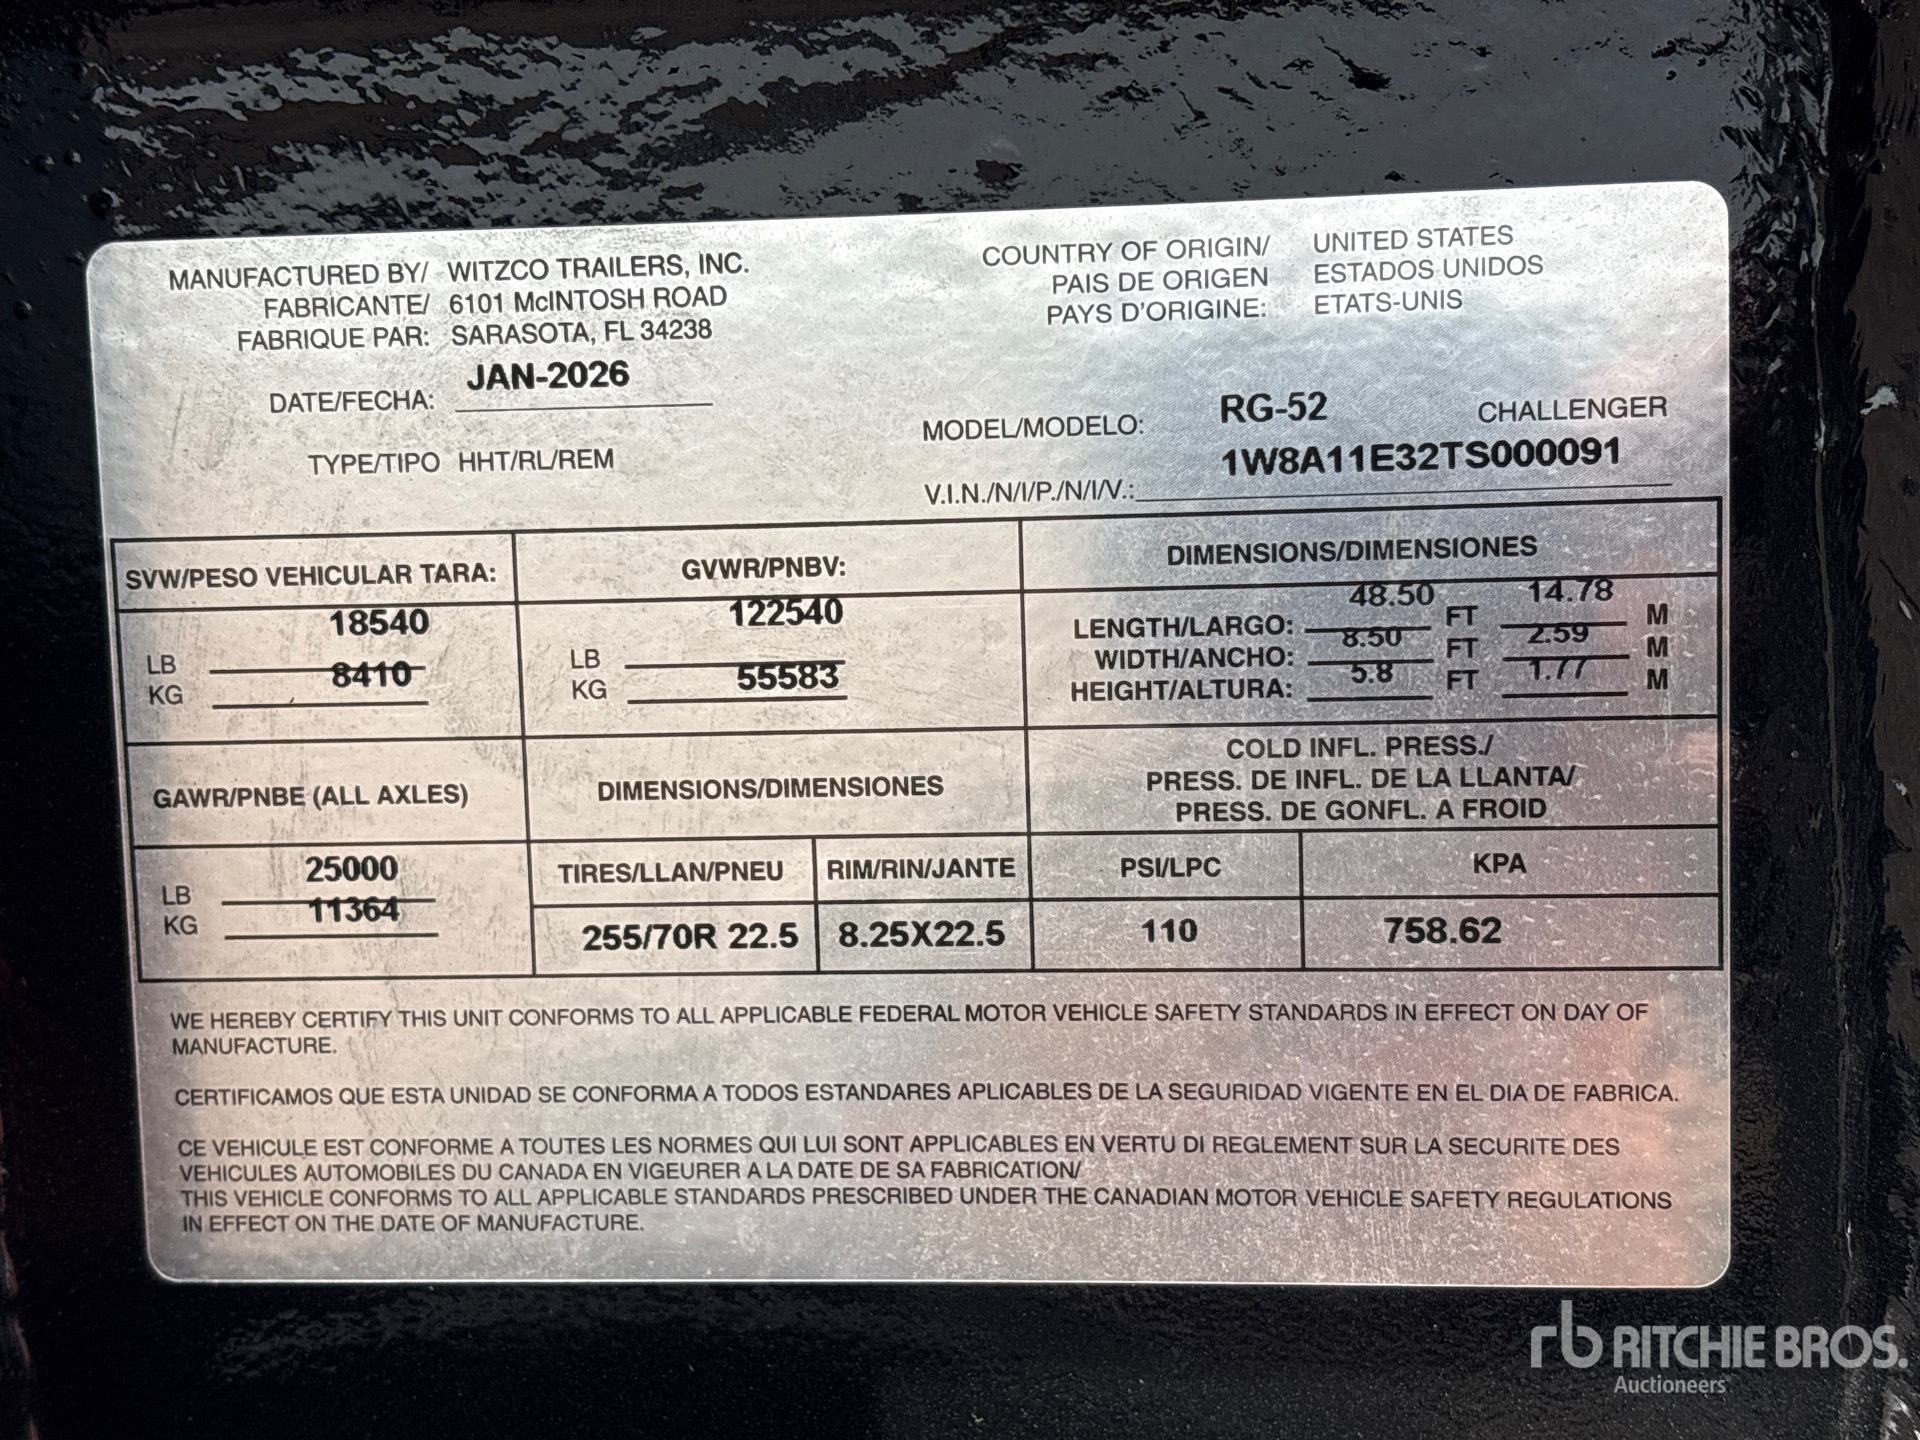 MANUFACTURED BY/ WITZCO TRAILERS, INC.
FABRICANTE/ 6101 McINTOSH ROAD
FABRIQUE PAR: SARASOTA, FL 34238
COUNTRY OF ORIGIN/ UNITED STATES
PAIS DE ORIGEN ESTADOS UNIDOS
PAYS D'ORIGINE: ETATS-UNIS
DATE/FECHA: JAN-2026
MODEL/MODELO: RG-52 CHALLENGER
TYPE/TIPO HHT/RL/REM
V.I.N./N/I/P./N/I/V.: 1W8A11E32TS000091
SVW/PESO VEHICULAR TARA:
LB 18540
KG 8410
GVWR/PNBV:
LB 122540
KG 55583
DIMENSIONS/DIMENSIONES
LENGTH/LARGO: 48.50 FT 14.78 M
WIDTH/ANCHO: 8.50 FT 2.59 M
HEIGHT/ALTURA: 5.8 FT 1.77 M
GAWR/PNBE (ALL AXLES)
LB 25000
KG 11364
DIMENSIONS/DIMENSIONES
TIRES/LLAN/PNEU RIM/RIN/JANTE
255/70R 22.5 8.25X22.5
COLD INFL. PRESS./
PRESS. DE INFL. DE LA LLANTA/
PRESS. DE GONFL. A FROID
PSI/LPC KPA
110 758.62
WE HEREBY CERTIFY THIS UNIT CONFORMS TO ALL APPLICABLE FEDERAL MOTOR VEHICLE SAFETY STANDARDS IN EFFECT ON DAY OF
MANUFACTURE.
CERTIFICAMOS QUE ESTA UNIDAD SE CONFORMA A TODOS ESTANDARES APLICABLES DE LA SEGURIDAD VIGENTE EN EL DIA DE FABRICA.
CE VEHICULE EST CONFORME A TOUTES LES NORMES QUI LUI SONT APPLICABLES EN VERTU DI REGLEMENT SUR LA SECURITE DES
VEHICULES AUTOMOBILES DU CANADA EN VIGEURER A LA DATE DE SA FABRICATION/
THIS VEHICLE CONFORMS TO ALL APPLICABLE STANDARDS PRESCRIBED UNDER THE CANADIAN MOTOR VEHICLE SAFETY REGULATIONS
IN EFFECT ON THE DATE OF MANUFACTURE.
rb RITCHIE BROS.
Auctioneers